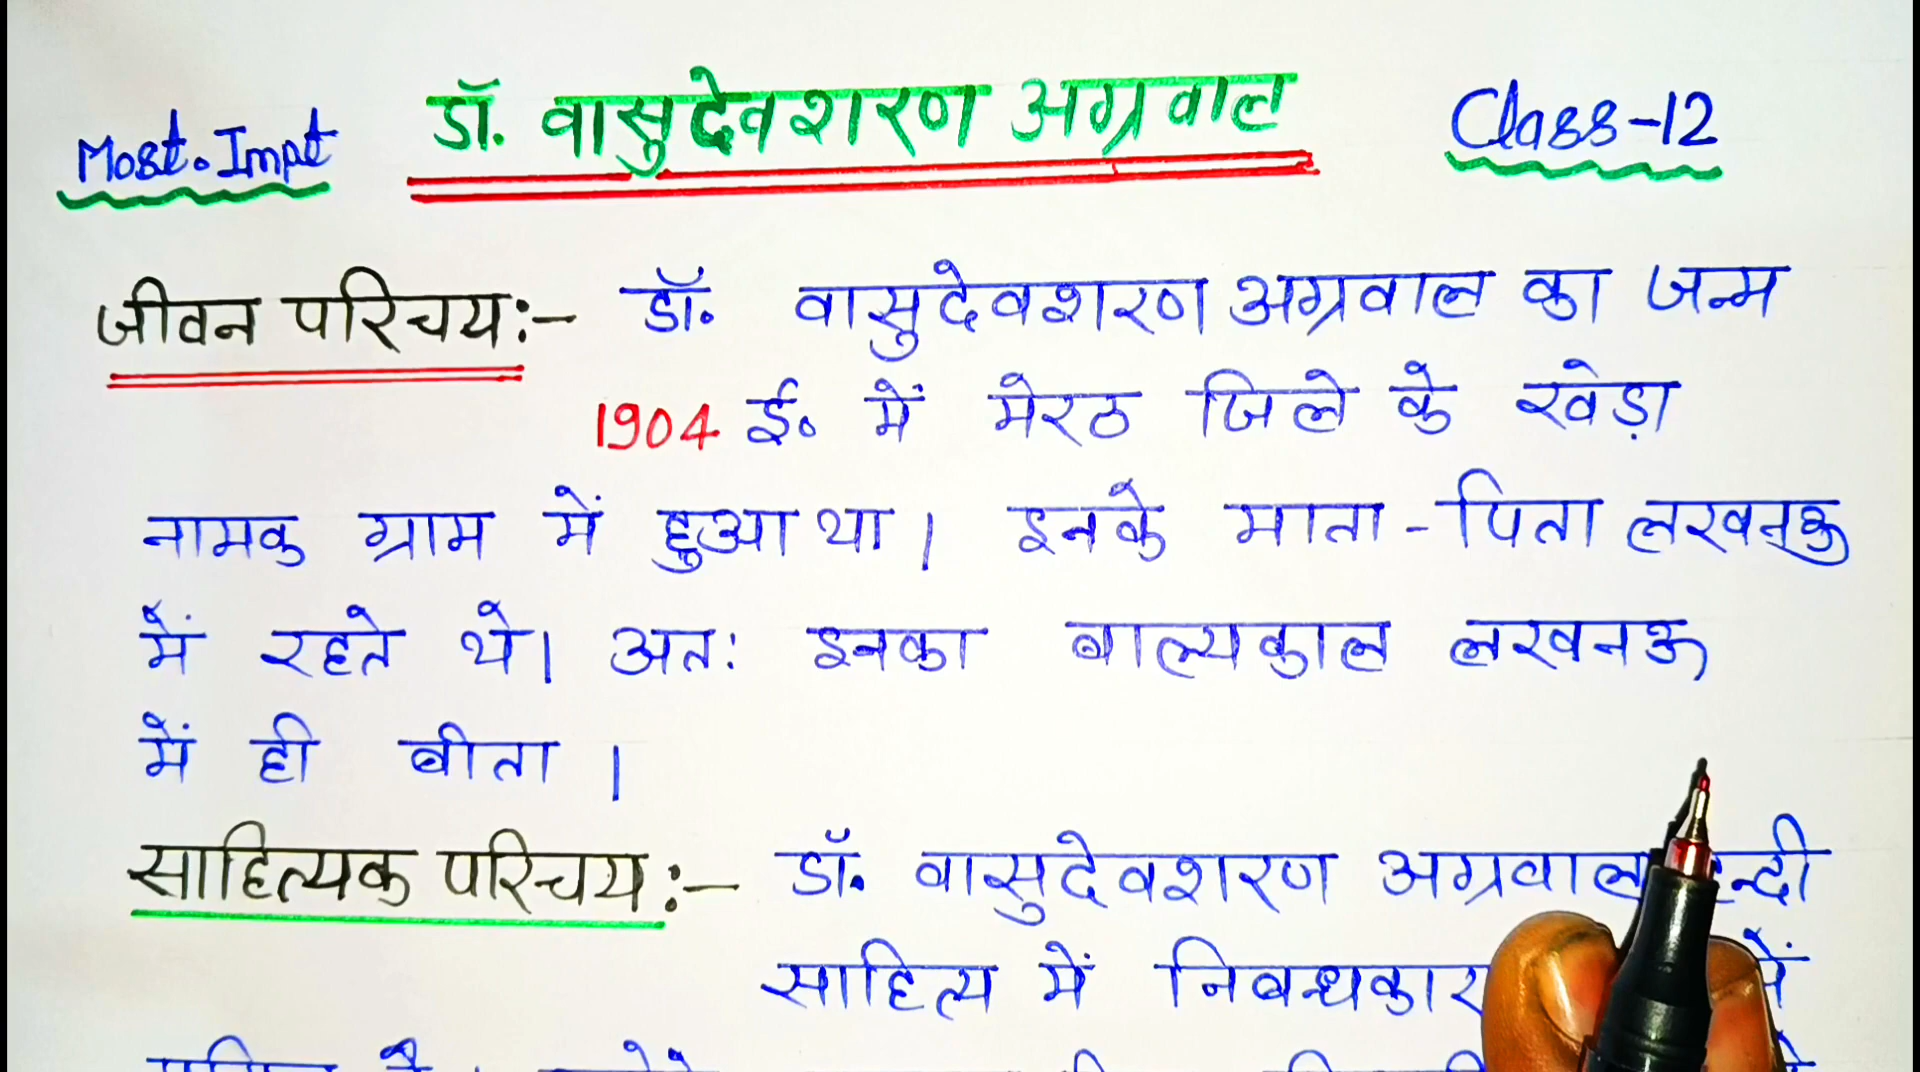 Most. Impt डॉ. वासुदेवशरण अग्रवाल Class-12
जीवन परिचय:- डॉ. वासुदेवशरण अग्रवाल का जन्म
1904 ई. में मेरठ जिले के खेड़ा
नामक ग्राम में हुआ था। इनके माता-पिता लखनऊ
में रहते थे। अतः इनका बाल्यकाल लखनऊ
में ही बीता।
साहित्यक परिचय:- डॉ. वासुदेवशरण अग्रवाल
साहित्य में निबन्धकार में